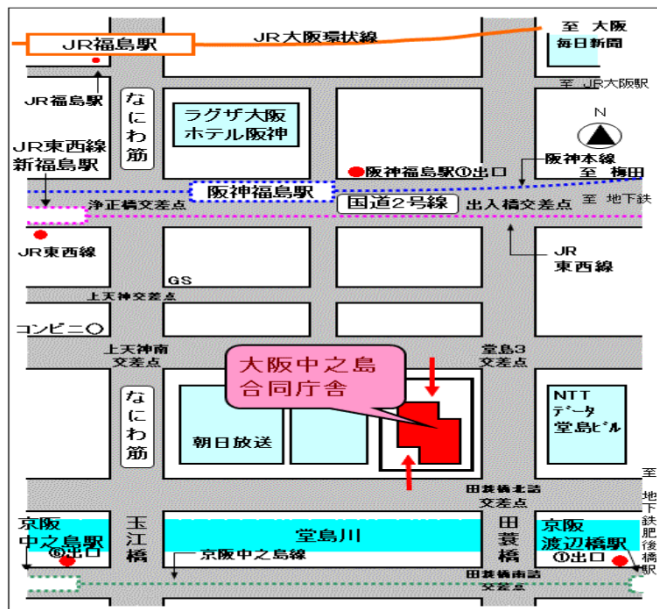 JR福島駅
JR大阪環状線
至 大阪
毎日新聞
至 JR大阪駅
JR福島駅
なにわ筋
ラグザ大阪
ホテル阪神
N
JR東西線
新福島駅
阪神福島駅①出口
阪神本線
至 梅田
阪神福島駅
浄正橋交差点
国道2号線
出入橋交差点
至 地下鉄
JR東西線
JR
東西線
GS
上天神交差点
コンビニ○
上天神南
交差点
堂島3
交差点
大阪中之島
合同庁舎
なにわ筋
朝日放送
NTT
データ
堂島ビル
田蓑橋北詰
交差点
至 地下鉄肥後橋駅
京阪
中之島駅
⑥出口
玉江橋
堂島川
京阪中之島線
田蓑橋
京阪
渡辺橋駅
①出口
田蓑橋南詰
交差点